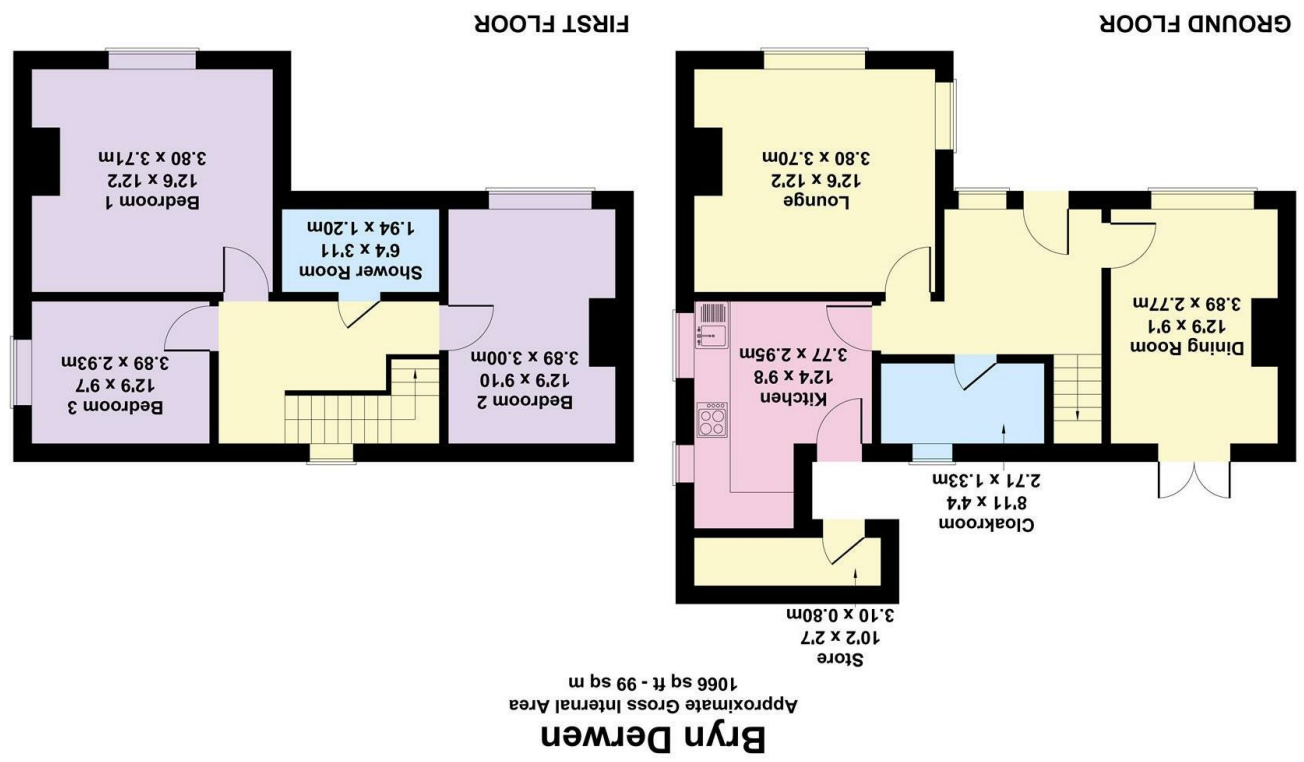 Bryn Derwen
Approximate Gross Internal Area
1066 sq ft - 99 sq m
Store
10'2 x 2'7
3.10 x 0.80m
Cloakroom
8'11 x 4'4
2.71 x 1.33m
Dining Room
12'9 x 9'1
3.89 x 2.77m
Kitchen
12'4 x 9'8
3.77 x 2.95m
Lounge
12'6 x 12'2
3.80 x 3.70m
GROUND FLOOR
Bedroom 2
12'9 x 9'10
3.89 x 3.00m
Bedroom 3
12'9 x 9'7
3.89 x 2.93m
Shower Room
6'4 x 3'11
1.94 x 1.20m
Bedroom 1
12'6 x 12'2
3.80 x 3.71m
FIRST FLOOR